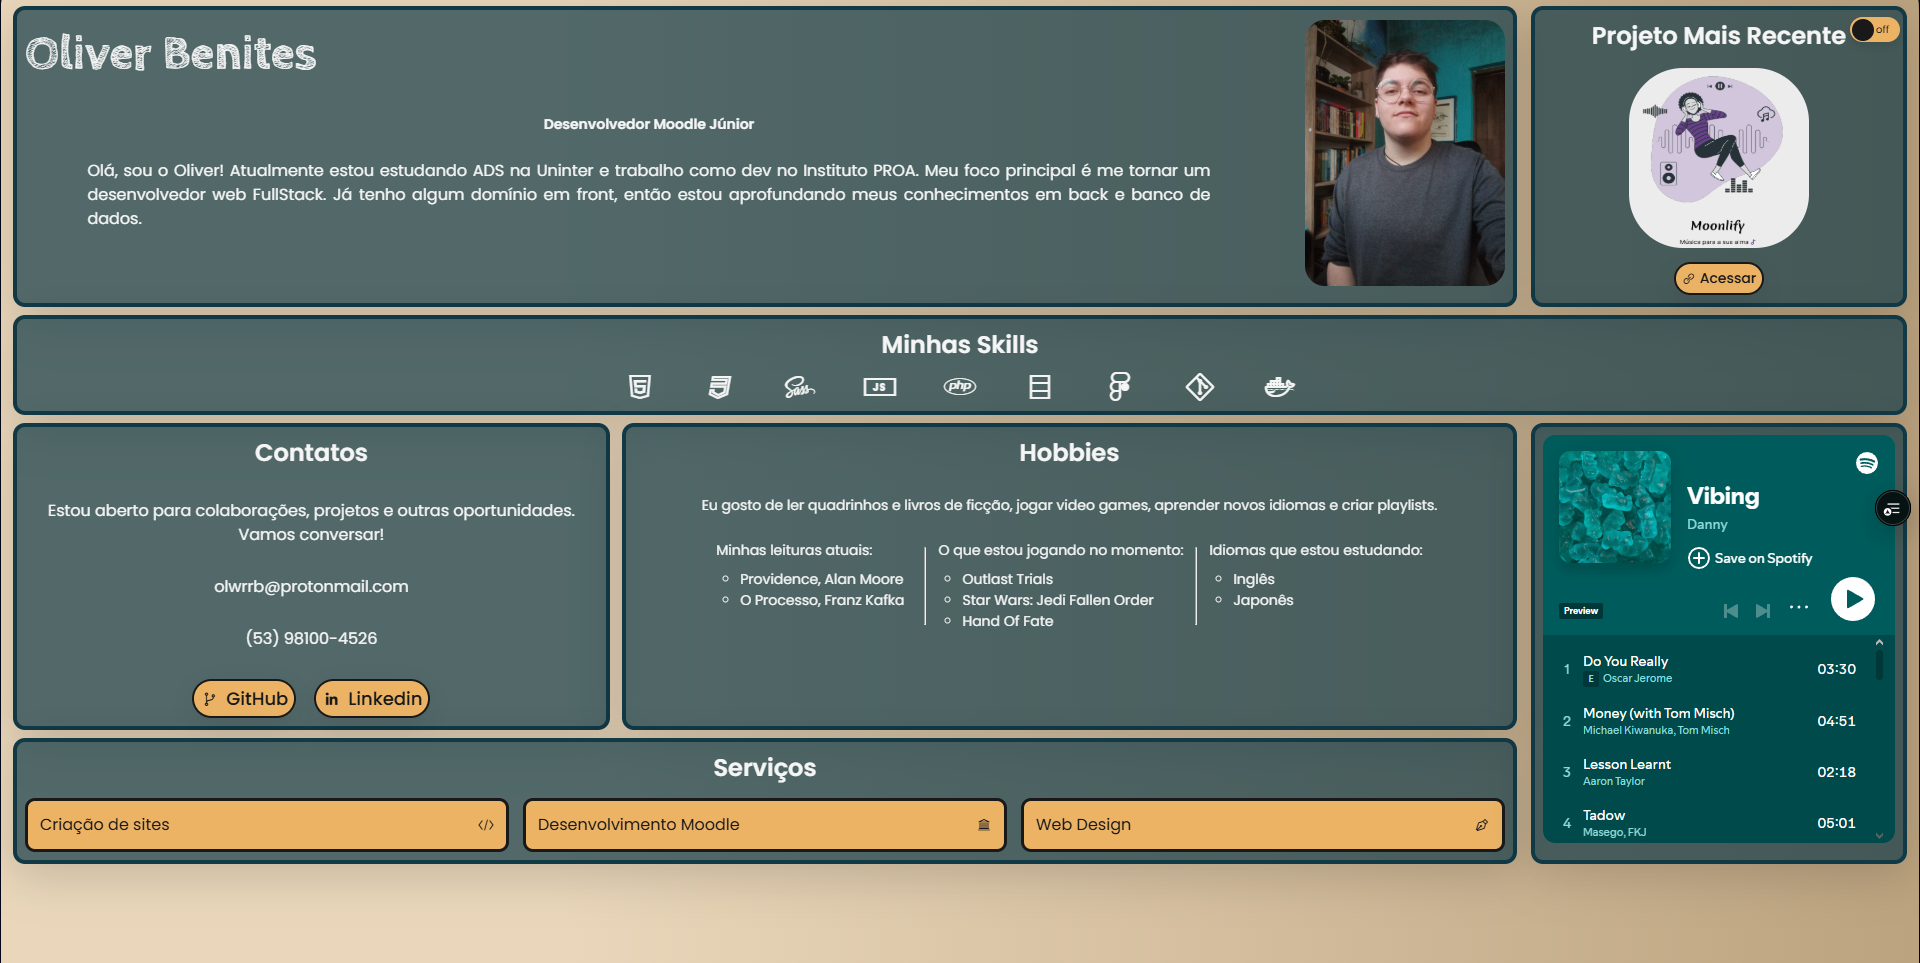 Oliver Benites
Desenvolvedor Moodle Júnior
Olá, sou o Oliver! Atualmente estou estudando ADS na Uninter e trabalho como dev no Instituto PROA. Meu foco principal é me tornar um
desenvolvedor web FullStack. Já tenho algum domínio em front, então estou aprofundando meus conhecimentos em back e banco de
dados.
Projeto Mais Recente
off
Moonlify
Música para a sua alma
Acessar
Minhas Skills
5
3
Sass
JS
php
Contatos
Estou aberto para colaborações, projetos e outras oportunidades.
Vamos conversar!
olwrrb@protonmail.com
(53) 98100-4526
GitHub
in Linkedin
Hobbies
Eu gosto de ler quadrinhos e livros de ficção, jogar video games, aprender novos idiomas e criar playlists.
Minhas leituras atuais:
Providence, Alan Moore
O Processo, Franz Kafka
O que estou jogando no momento:
Outlast Trials
Star Wars: Jedi Fallen Order
Hand Of Fate
Idiomas que estou estudando:
Inglês
Japonês
Vibing
Danny
Save on Spotify
Preview
1 Do You Really 03:30
E Oscar Jerome
2 Money (with Tom Misch) 04:51
Michael Kiwanuka, Tom Misch
3 Lesson Learnt 02:18
Aaron Taylor
4 Tadow 05:01
Masego, FKJ
Serviços
Criação de sites </>
Desenvolvimento Moodle
Web Design